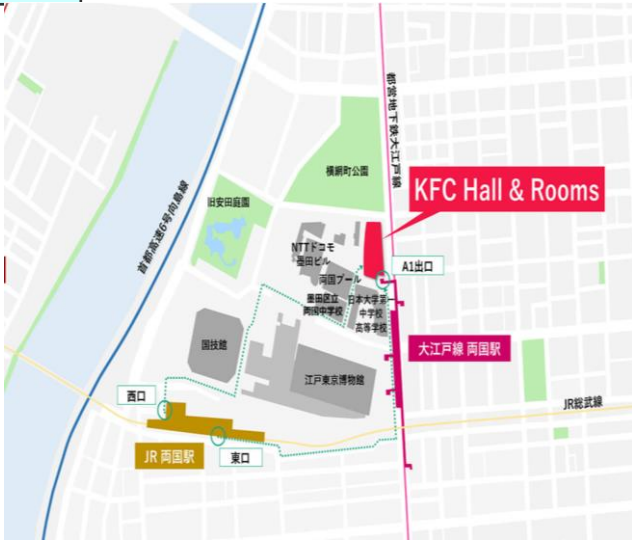 都営地下鉄大江戸線
首都高速6号向島線
横網町公園
KFC Hall & Rooms
旧安田庭園
NTTドコモ
墨田ビル
両国プール
A1出口
墨田区立
両国中学校
日本大学第一
中学校
高等学校
国技館
大江戸線 両国駅
江戸東京博物館
西口
JR総武線
JR 両国駅
東口